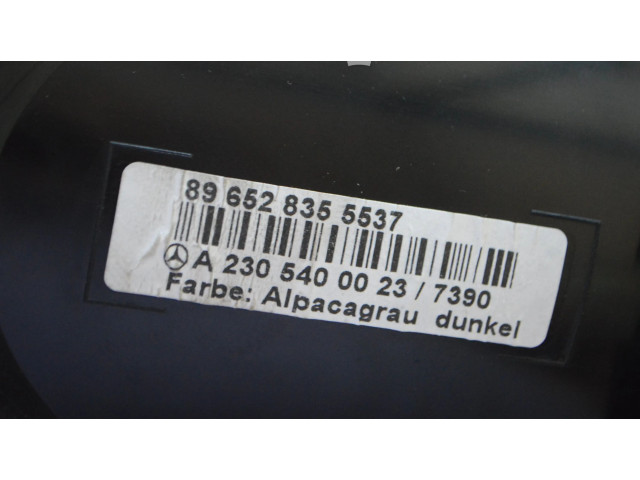 89 652 835 5537
A 230 540 00 23 / 7390
Farbe: Alpacagrau dunkel